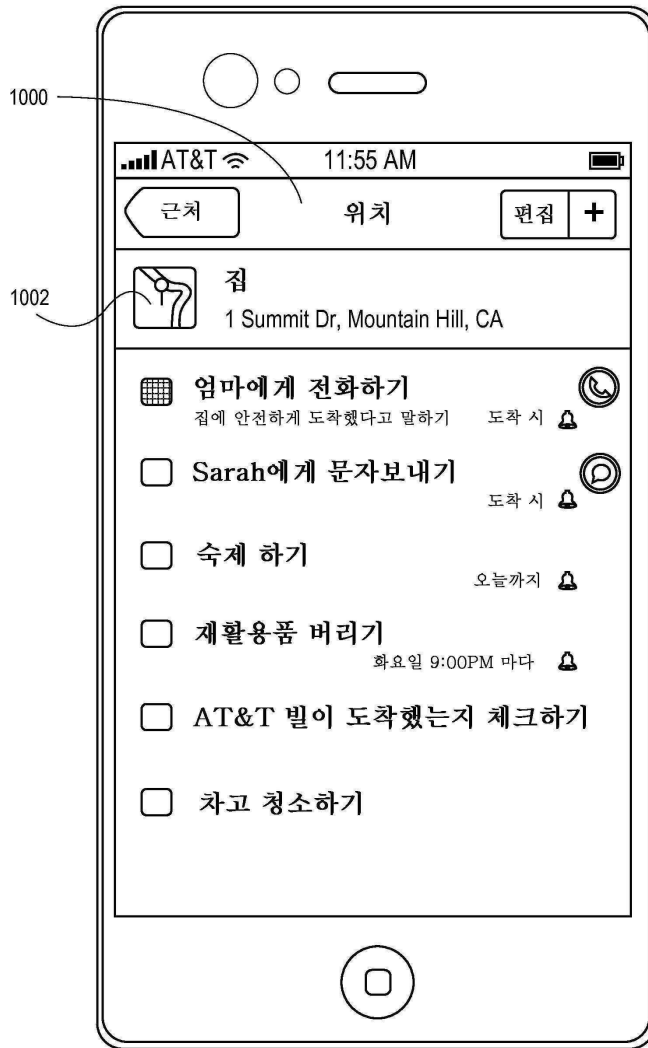 1000
AT&T 11:55 AM
근처 위치 편집 +
1002
집
1 Summit Dr, Mountain Hill, CA
엄마에게 전화하기
집에 안전하게 도착했다고 말하기 도착 시
Sarah에게 문자보내기
도착 시
숙제 하기
오늘까지
재활용품 버리기
화요일 9:00PM 마다
AT&T 빌이 도착했는지 체크하기
차고 청소하기